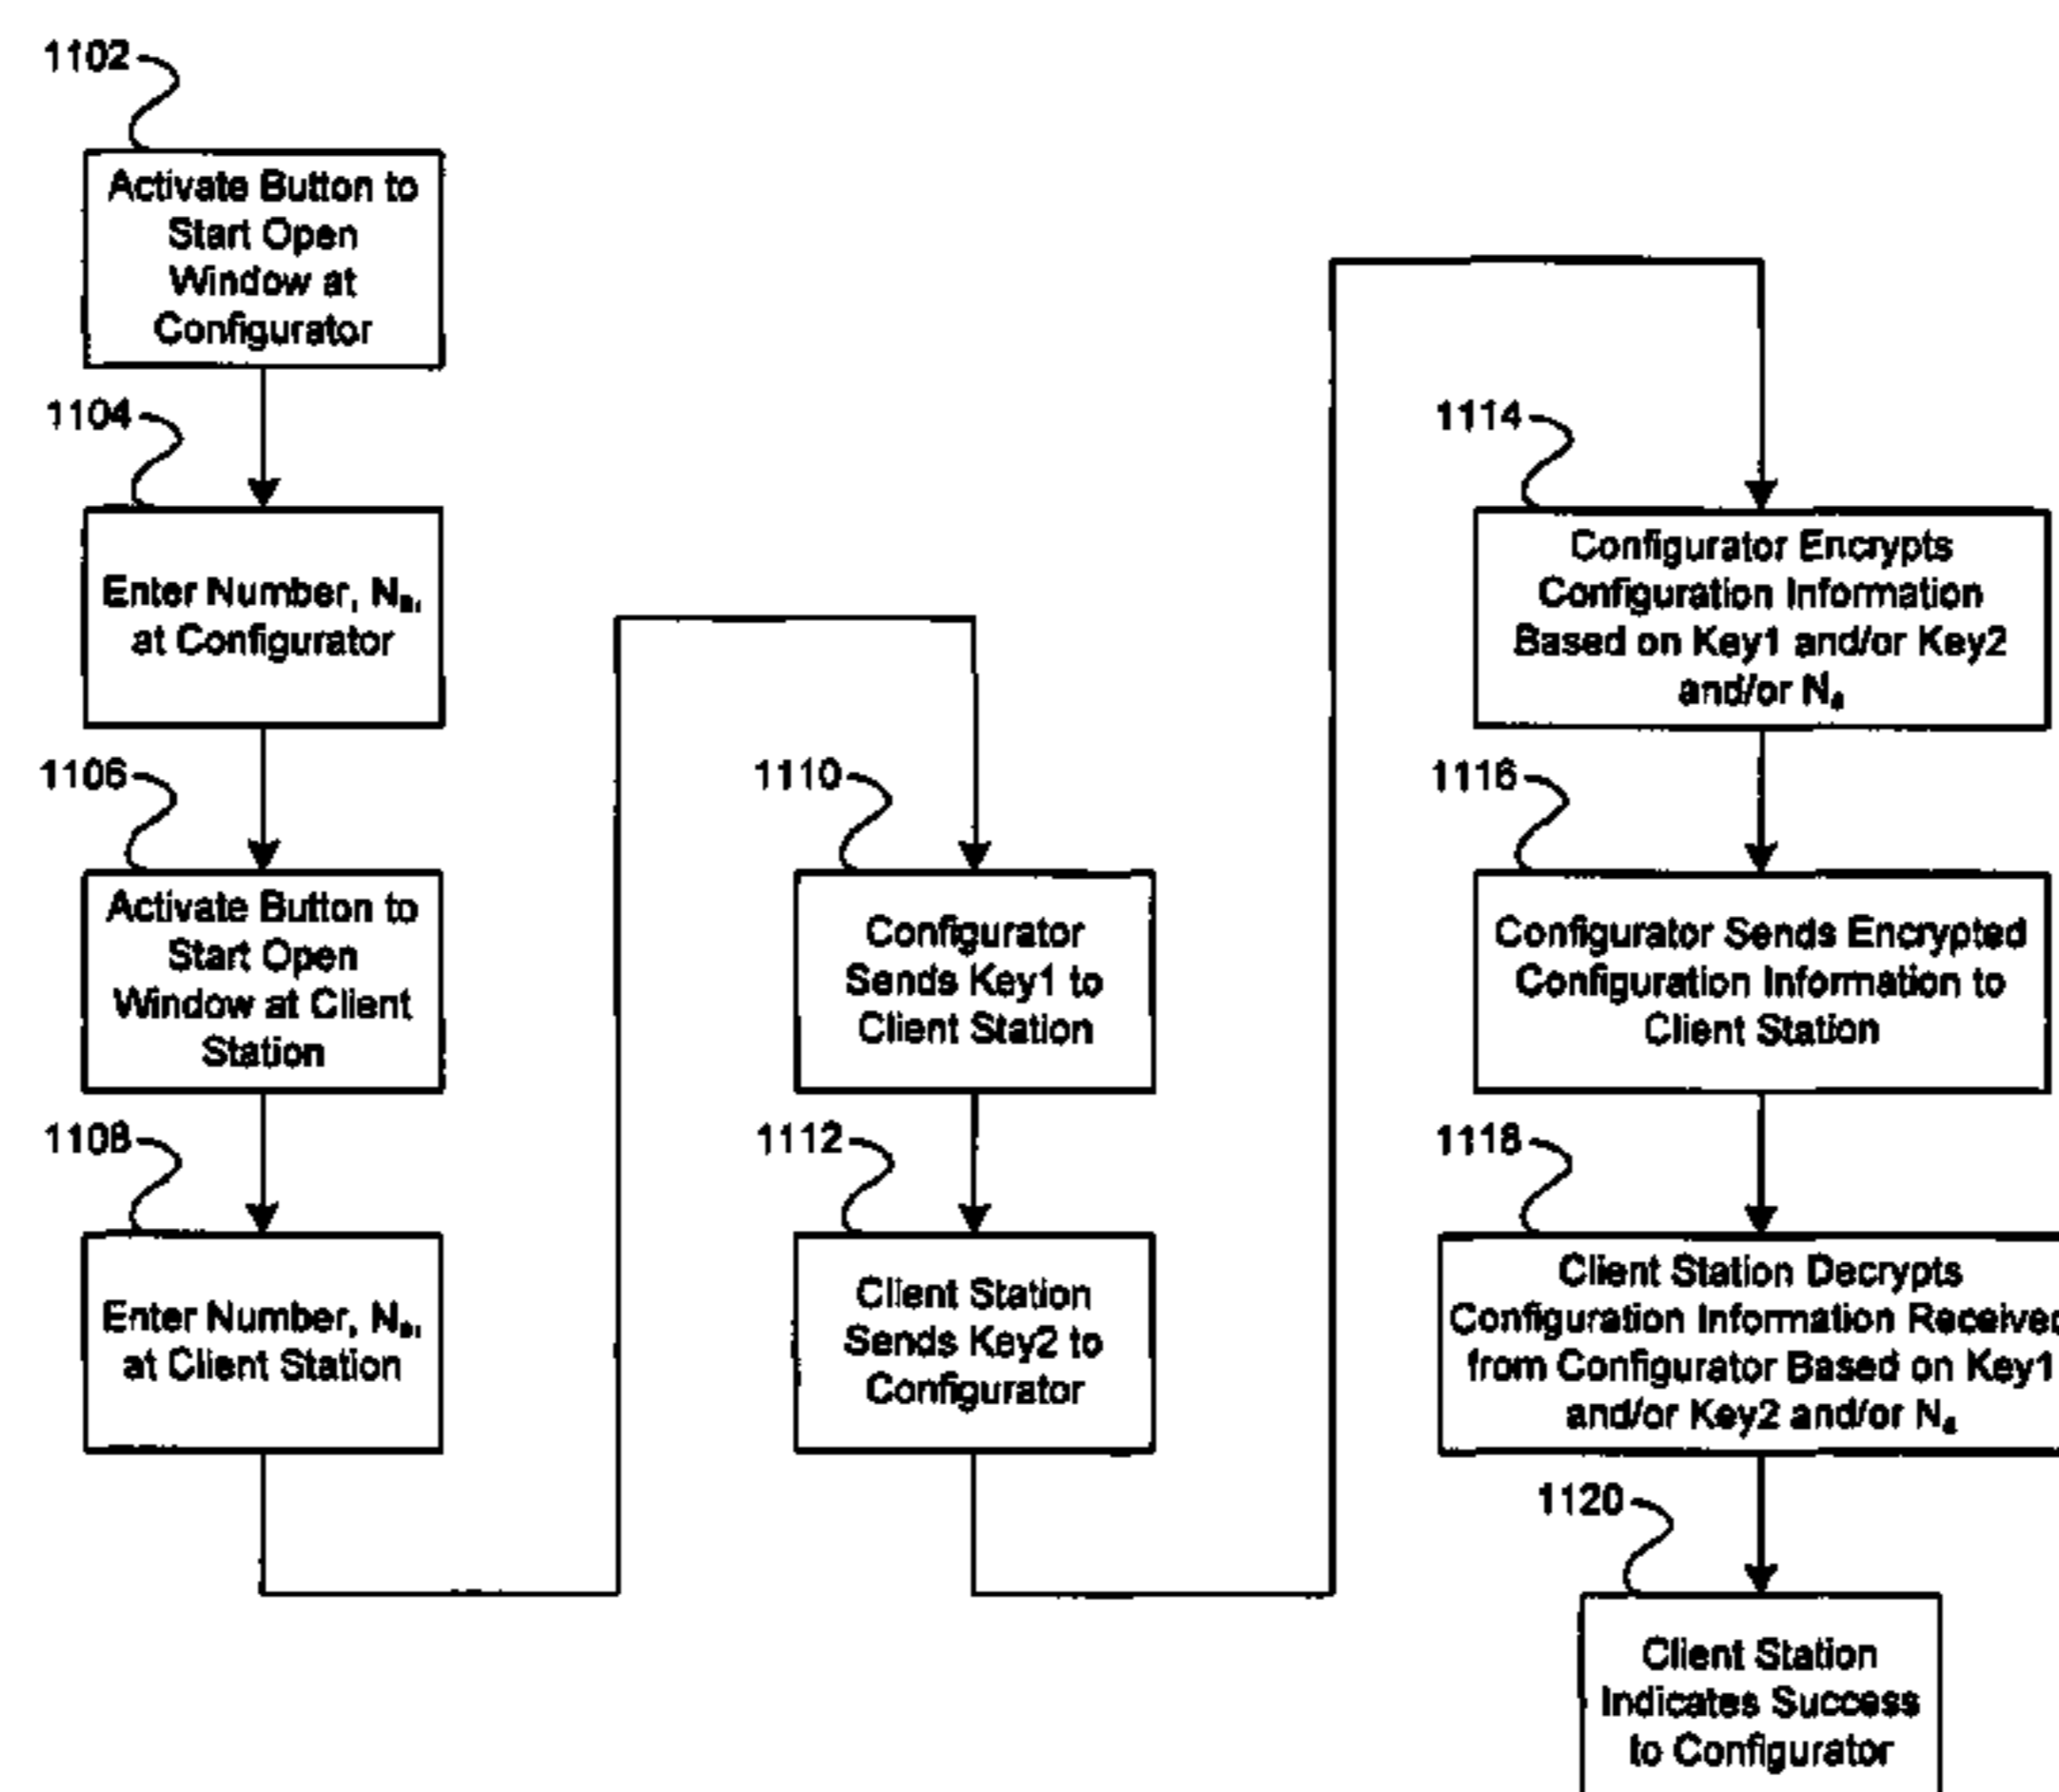 1102
Activate Button to
Start Open
Window at
Configurator
1104
Enter Number, N
at Configurator
1106
Activate Button to
Start Open
Window at Client
Station
1108
Enter Number, N
at Client Station
1110
Configurator
Sends Key1 to
Client Station
1112
Client Station
Sends Key2 to
Configurator
1114
Configurator Encrypts
Configuration Information
Based on Key1 and/or Key2
and/or N
1116
Configurator Sends Encrypted
Configuration Information to
Client Station
1118
Client Station Decrypts
Configuration Information Received
from Configurator Based on Key1
and/or Key2 and/or N
1120
Client Station
Indicates Success
to Configurator